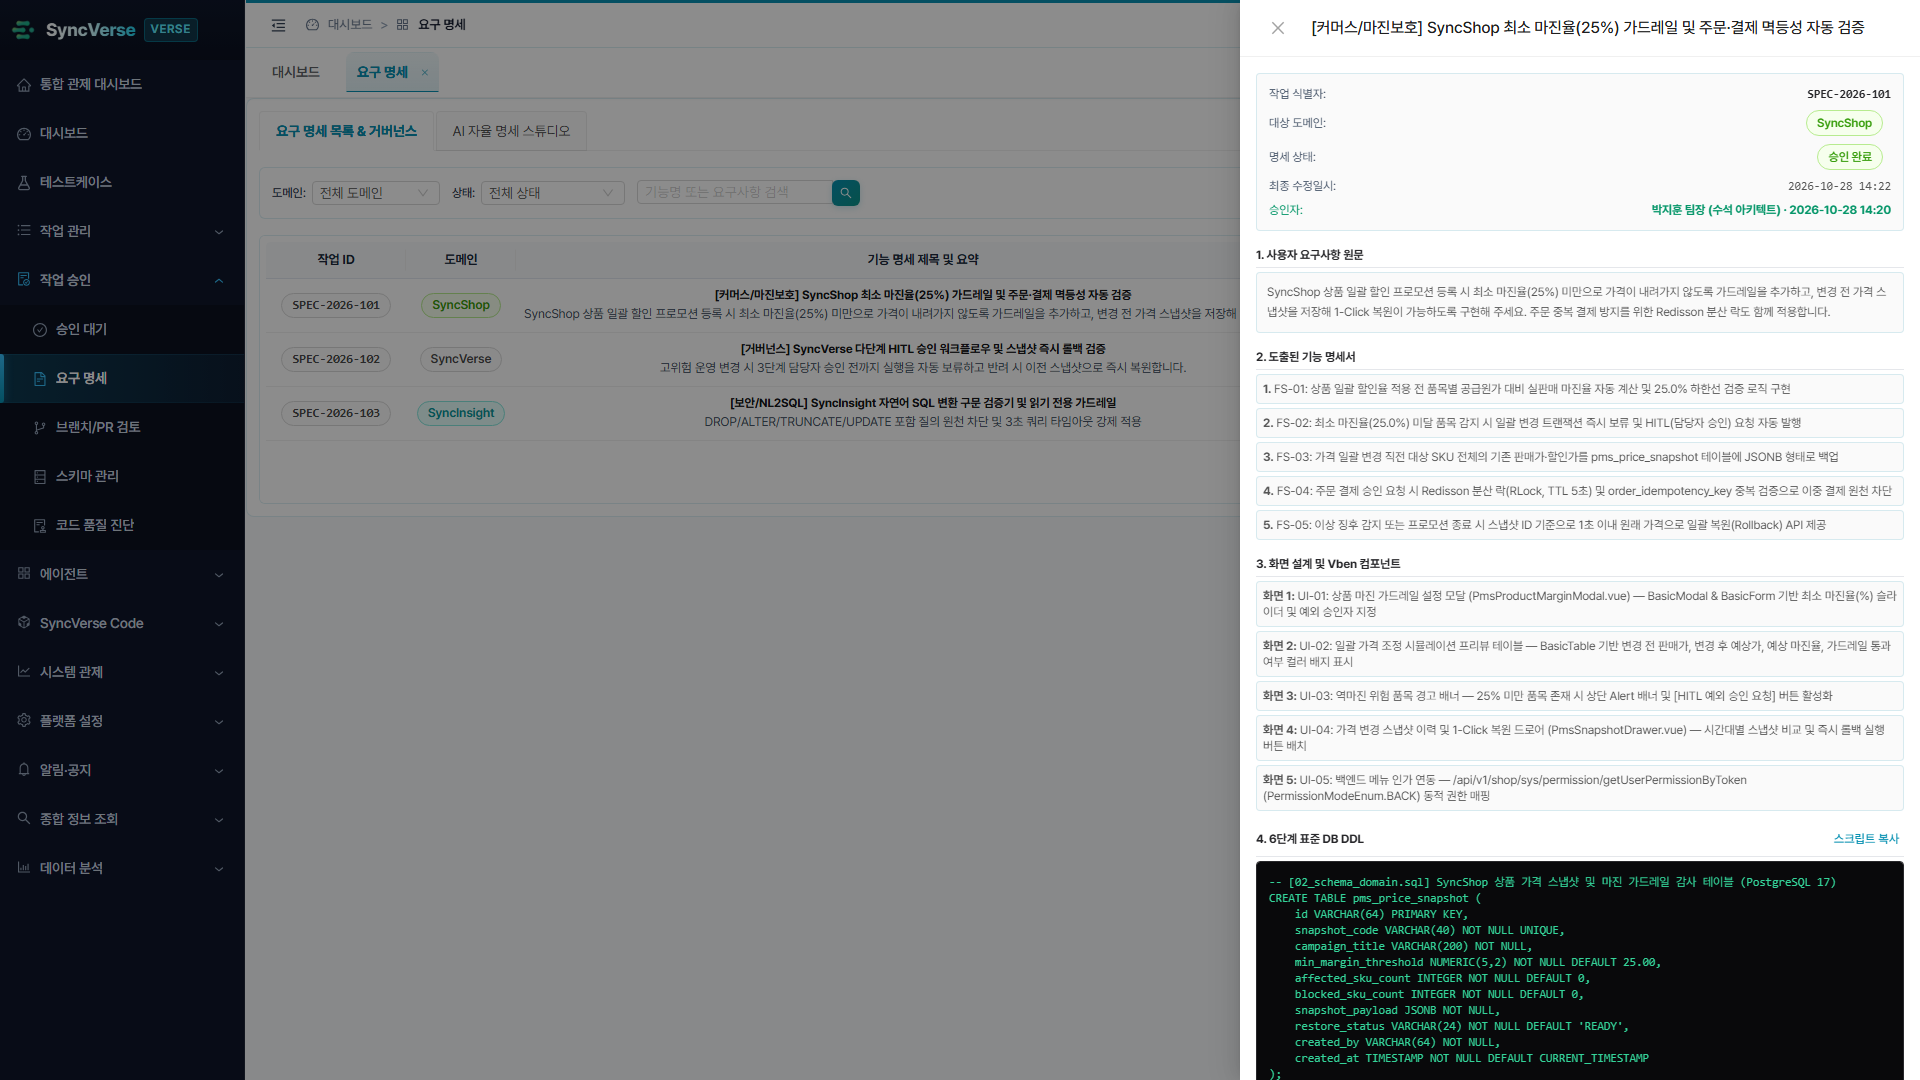 SyncVerse VERSE
통합 관제 대시보드
대시보드
테스트케이스
작업 관리
작업 승인
승인 대기
요구 명세
브랜치/PR 검토
스키마 관리
코드 품질 진단
에이전트
SyncVerse Code
시스템 관제
플랫폼 설정
알림·공지
종합 정보 조회
데이터 분석
대시보드 > 요구 명세
대시보드 요구 명세 ×
요구 명세 목록 & 거버넌스 AI 자율 명세 스튜디오
도메인: 전체 도메인 상태: 전체 상태 기능명 또는 요구사항 검색
작업 ID 도메인 기능 명세 제목 및 요약
SPEC-2026-101 SyncShop [커머스/마진보호] SyncShop 최소 마진율(25%) 가드레일 및 주문·결제 멱등성 자동 검증
SyncShop 상품 일괄 할인 프로모션 등록 시 최소 마진율(25%) 미만으로 가격이 내려가지 않도록 가드레일을 추가하고, 변경 전 가격 스냅샷을 저장해
SPEC-2026-102 SyncVerse [거버넌스] SyncVerse 다단계 HITL 승인 워크플로우 및 스냅샷 즉시 롤백 검증
고위험 운영 변경 시 3단계 담당자 승인 전까지 실행을 자동 보류하고 반려 시 이전 스냅샷으로 즉시 복원합니다.
SPEC-2026-103 SyncInsight [보안/NL2SQL] SyncInsight 자연어 SQL 변환 구문 검증기 및 읽기 전용 가드레일
DROP/ALTER/TRUNCATE/UPDATE 포함 질의 원천 차단 및 3초 쿼리 타임아웃 강제 적용
[커머스/마진보호] SyncShop 최소 마진율(25%) 가드레일 및 주문·결제 멱등성 자동 검증
작업 식별자: SPEC-2026-101
대상 도메인: SyncShop
명세 상태: 승인 완료
최종 수정일시: 2026-10-28 14:22
승인자: 박지훈 팀장 (수석 아키텍트) · 2026-10-28 14:20
1. 사용자 요구사항 원문
SyncShop 상품 일괄 할인 프로모션 등록 시 최소 마진율(25%) 미만으로 가격이 내려가지 않도록 가드레일을 추가하고, 변경 전 가격 스
냅샷을 저장해 1-Click 복원이 가능하도록 구현해 주세요. 주문 중복 결제 방지를 위한 Redisson 분산 락도 함께 적용합니다.
2. 도출된 기능 명세서
1. FS-01: 상품 일괄 할인율 적용 전 품목별 공급원가 대비 실판매 마진율 자동 계산 및 25.0% 하한선 검증 로직 구현
2. FS-02: 최소 마진율(25.0%) 미달 품목 감지 시 일괄 변경 트랜잭션 즉시 보류 및 HITL(담당자 승인) 요청 자동 발행
3. FS-03: 가격 일괄 변경 직전 대상 SKU 전체의 기존 판매가·할인가를 pms_price_snapshot 테이블에 JSONB 형태로 백업
4. FS-04: 주문 결제 승인 요청 시 Redisson 분산 락(RLock, TTL 5초) 및 order_idempotency_key 중복 검증으로 이중 결제 원천 차단
5. FS-05: 이상 징후 감지 또는 프로모션 종료 시 스냅샷 ID 기준으로 1초 이내 원래 가격으로 일괄 복원(Rollback) API 제공
3. 화면 설계 및 Vben 컴포넌트
화면 1: UI-01: 상품 마진 가드레일 설정 모달 (PmsProductMarginModal.vue) — BasicModal & BasicForm 기반 최소 마진율(%) 슬라
이더 및 예외 승인자 지정
화면 2: UI-02: 일괄 가격 조정 시뮬레이션 프리뷰 테이블 — BasicTable 기반 변경 전 판매가, 변경 후 예상가, 예상 마진율, 가드레일 통과
여부 컬러 배지 표시
화면 3: UI-03: 역마진 위험 품목 경고 배너 — 25% 미만 품목 존재 시 상단 Alert 배너 및 [HITL 예외 승인 요청] 버튼 활성화
화면 4: UI-04: 가격 변경 스냅샷 이력 및 1-Click 복원 드로어 (PmsSnapshotDrawer.vue) — 시간대별 스냅샷 비교 및 즉시 롤백 실행
버튼 배치
화면 5: UI-05: 백엔드 메뉴 인가 연동 — /api/v1/shop/sys/permission/getUserPermissionByToken
(PermissionModeEnum.BACK) 동적 권한 매핑
4. 6단계 표준 DB DDL 스크립트 복사
-- [02_schema_domain.sql] SyncShop 상품 가격 스냅샷 및 마진 가드레일 감사 테이블 (PostgreSQL 17)
CREATE TABLE pms_price_snapshot (
id VARCHAR(64) PRIMARY KEY,
snapshot_code VARCHAR(40) NOT NULL UNIQUE,
campaign_title VARCHAR(200) NOT NULL,
min_margin_threshold NUMERIC(5,2) NOT NULL DEFAULT 25.00,
affected_sku_count INTEGER NOT NULL DEFAULT 0,
blocked_sku_count INTEGER NOT NULL DEFAULT 0,
snapshot_payload JSONB NOT NULL,
restore_status VARCHAR(24) NOT NULL DEFAULT 'READY',
created_by VARCHAR(64) NOT NULL,
created_at TIMESTAMP NOT NULL DEFAULT CURRENT_TIMESTAMP
);